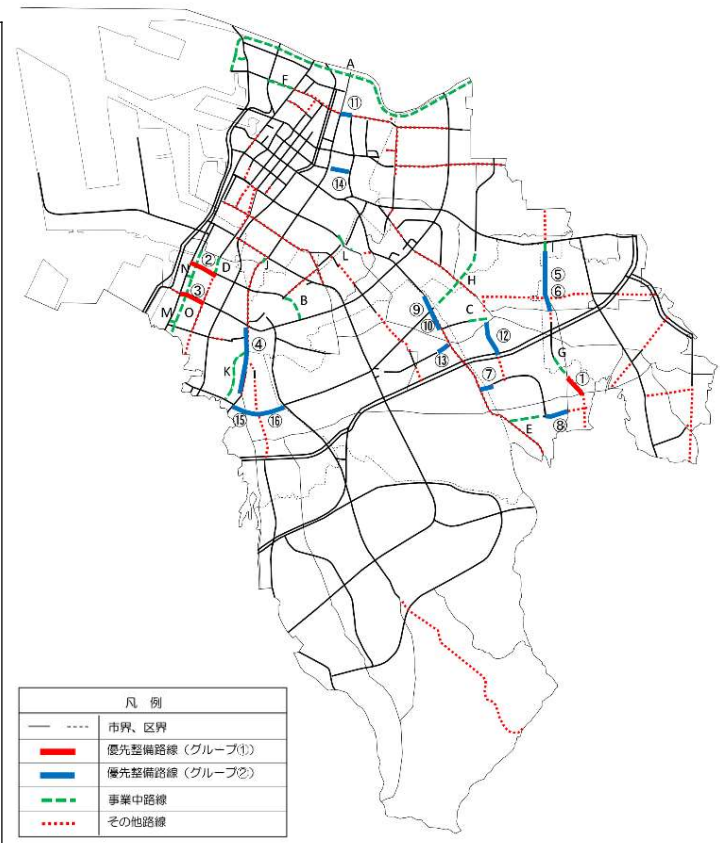 A
F
⑪
⑭
② D
N
J
L
③
M O
B
H
⑤
⑥
⑨
⑩
C
⑫
④
⑬
G
K
I
⑦
①
⑮ ⑯
E ⑧
凡 例
市界、区界
優先整備路線（グループ①）
優先整備路線（グループ②）
事業中路線
その他路線